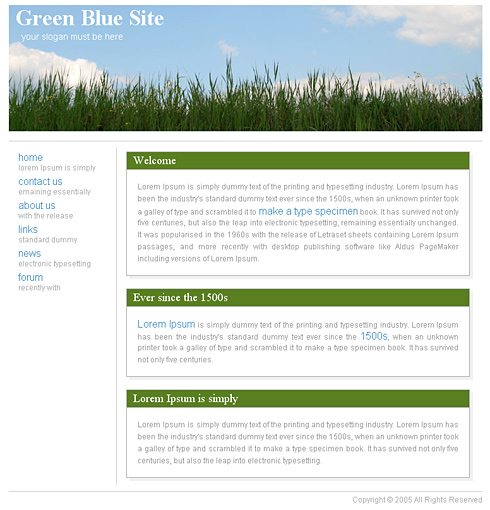 Green Blue Site
your slogan must be here
home
lorem Ipsum is simply
contact us
emaining essentially
about us
with the release
links
standard dummy
news
electronic typesetting
forum
recently with
Welcome
Lorem Ipsum is simply dummy text of the printing and typesetting industry. Lorem Ipsum has
been the industry's standard dummy text ever since the 1500s, when an unknown printer took
a galley of type and scrambled it to make a type specimen book. It has survived not only
five centuries, but also the leap into electronic typesetting, remaining essentially unchanged.
It was popularised in the 1960s with the release of Letraset sheets containing Lorem Ipsum
passages, and more recently with desktop publishing software like Aldus PageMaker
including versions of Lorem Ipsum.
Ever since the 1500s
Lorem Ipsum is simply dummy text of the printing and typesetting industry. Lorem Ipsum has
been the industry's standard dummy text ever since the 1500s, when an unknown
printer took a galley of type and scrambled it to make a type specimen book. It has survived
not only five centuries.
Lorem Ipsum is simply
Lorem Ipsum is simply dummy text of the printing and typesetting industry. Lorem Ipsum has
been the industry's standard dummy text ever since the 1500s, when an unknown printer took
a galley of type and scrambled it to make a type specimen book. It has survived not only five
centuries, but also the leap into electronic typesetting.
Copyright © 2005 All Rights Reserved